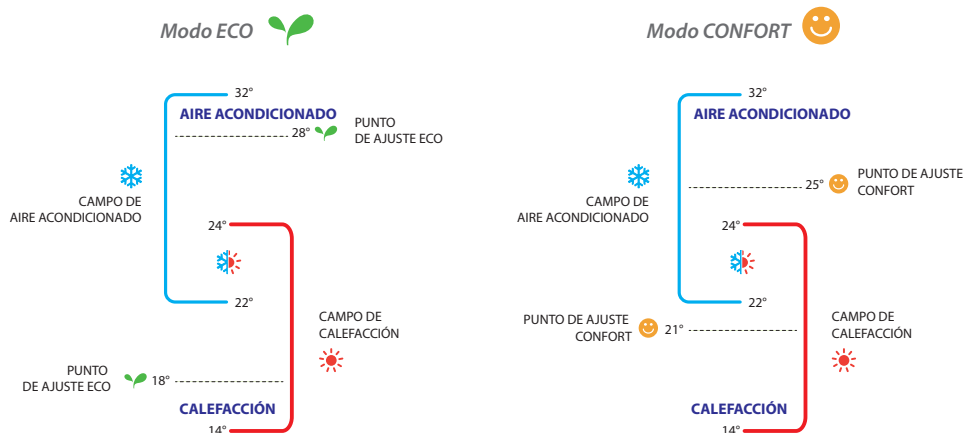 Modo ECO
32°
AIRE ACONDICIONADO
28°
PUNTO
DE AJUSTE ECO
CAMPO DE
AIRE ACONDICIONADO
24°
22°
CAMPO DE
CALEFACCIÓN
PUNTO
DE AJUSTE ECO
18°
CALEFACCIÓN
14°
Modo CONFORT
32°
AIRE ACONDICIONADO
25°
PUNTO DE AJUSTE
CONFORT
CAMPO DE
AIRE ACONDICIONADO
24°
22°
PUNTO DE AJUSTE
CONFORT
21°
CAMPO DE
CALEFACCIÓN
CALEFACCIÓN
14°